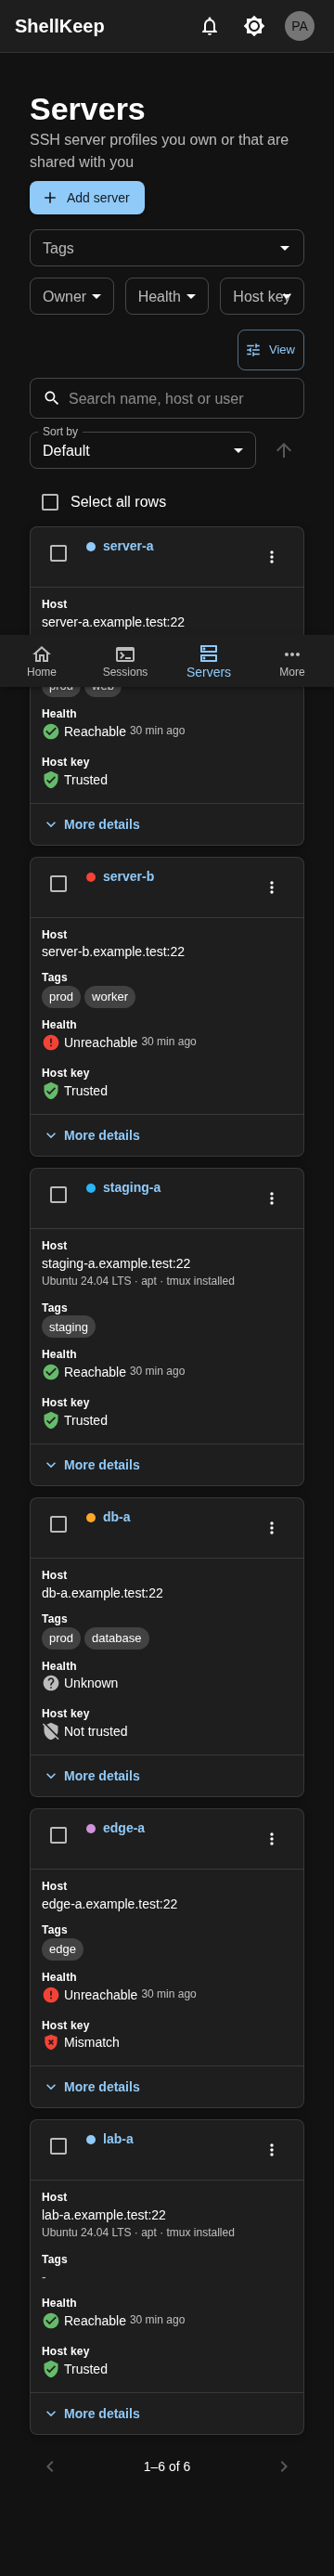 ShellKeep
PA
Servers
SSH server profiles you own or that are
shared with you
Add server
Tags
Owner
Health
Host key
View
Search name, host or user
Sort by
Default
Select all rows
server-a
Host
server-a.example.test:22
Home
Sessions
Servers
More
prod web
Health
Reachable 30 min ago
Host key
Trusted
More details
server-b
Host
server-b.example.test:22
Tags
prod worker
Health
Unreachable 30 min ago
Host key
Trusted
More details
staging-a
Host
staging-a.example.test:22
Ubuntu 24.04 LTS · apt · tmux installed
Tags
staging
Health
Reachable 30 min ago
Host key
Trusted
More details
db-a
Host
db-a.example.test:22
Tags
prod database
Health
Unknown
Host key
Not trusted
More details
edge-a
Host
edge-a.example.test:22
Tags
edge
Health
Unreachable 30 min ago
Host key
Mismatch
More details
lab-a
Host
lab-a.example.test:22
Ubuntu 24.04 LTS · apt · tmux installed
Tags
-
Health
Reachable 30 min ago
Host key
Trusted
More details
1–6 of 6